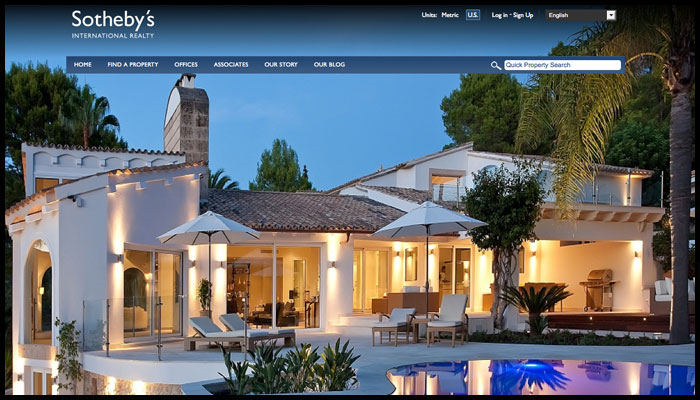 Sotheby's
INTERNATIONAL REALTY
Units: Metric U.S. Log in - Sign Up English
HOME FIND A PROPERTY OFFICES ASSOCIATES OUR STORY OUR BLOG Quick Property Search